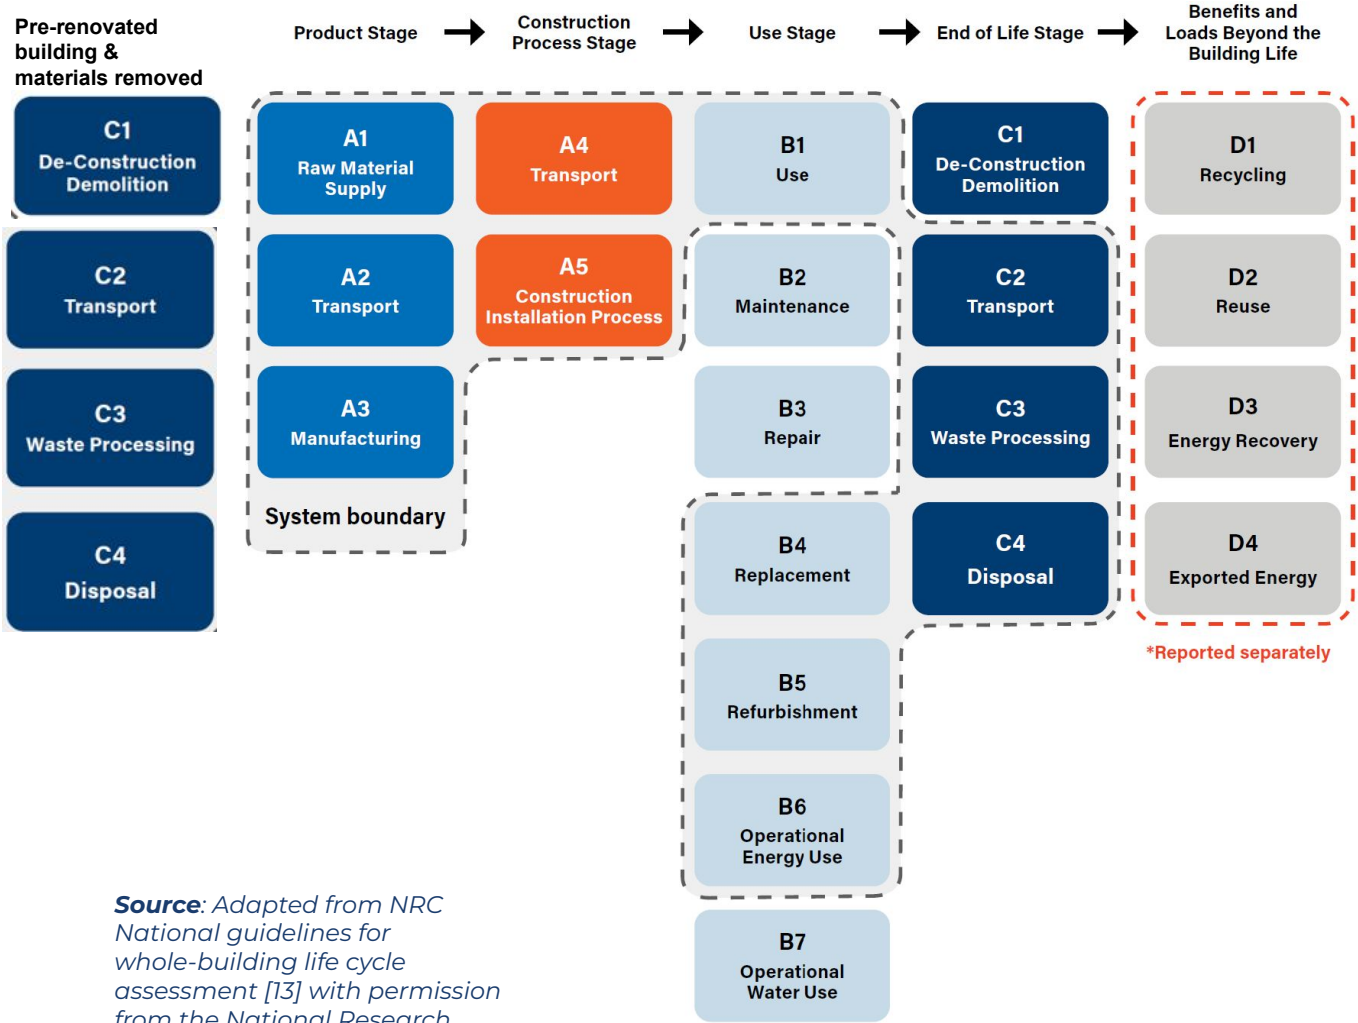 Pre-renovated
building &
materials removed
Product Stage
Construction
Process Stage
Use Stage
End of Life Stage
Benefits and
Loads Beyond the
Building Life
C1
De-Construction
Demolition
C2
Transport
C3
Waste Processing
C4
Disposal
A1
Raw Material
Supply
A2
Transport
A3
Manufacturing
System boundary
A4
Transport
A5
Construction
Installation Process
B1
Use
B2
Maintenance
B3
Repair
B4
Replacement
B5
Refurbishment
B6
Operational
Energy Use
B7
Operational
Water Use
C1
De-Construction
Demolition
C2
Transport
C3
Waste Processing
C4
Disposal
D1
Recycling
D2
Reuse
D3
Energy Recovery
D4
Exported Energy
*Reported separately
Source: Adapted from NRC
National guidelines for
whole-building life cycle
assessment [13] with permission
from the National Research